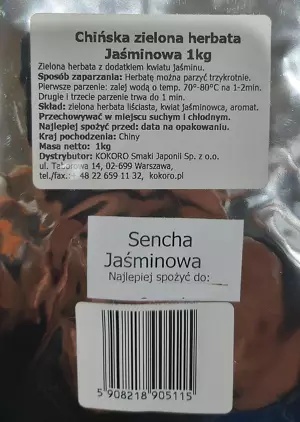 Chińska zielona herbata
Jaśminowa 1kg
Zielona herbata z dodatkiem kwiatu jaśminu.
Sposób zaparzania: Herbatę można parzyć trzykrotnie.
Pierwsze parzenie: zalej wodą o temp. 70°-80°C na 1-2min.
Drugie i trzecie parzenie trwa do 1 min.
Skład: zielona herbata liściasta, kwiat jaśminowca, aromat.
Przechowywać w miejscu suchym i chłodnym.
Najlepiej spożyć przed: data na opakowaniu.
Kraj pochodzenia: Chiny
Masa netto: 1kg
Dystrybutor: KOKORO Smaki Japonii Sp. z o.o.
ul. Taborowa 14, 02-699 Warszawa,
tel./fax.: 48 22 659 11 32, kokoro.pl
Sencha
Jaśminowa
Najlepiej spożyć do:
5 908218 905115